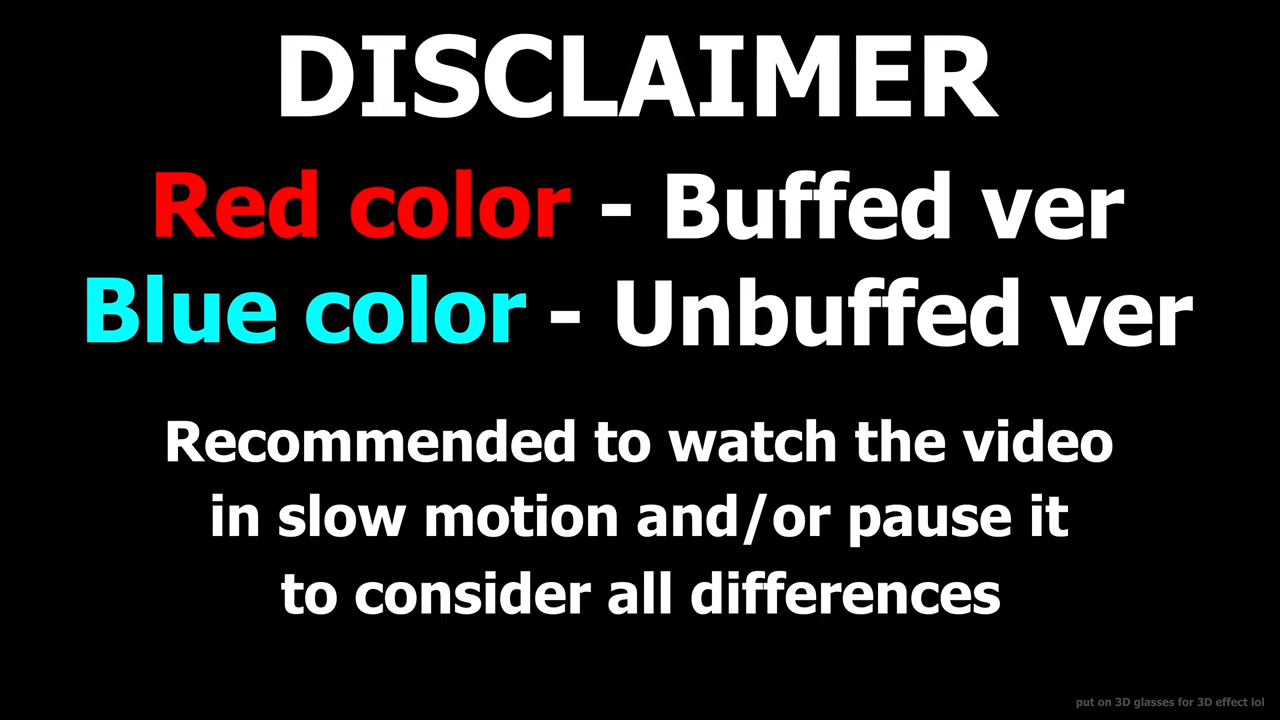 DISCLAIMER
Red color - Buffed ver
Blue color - Unbuffed ver
Recommended to watch the video
in slow motion and/or pause it
to consider all differences
put on 3D glasses for 3D effect lol